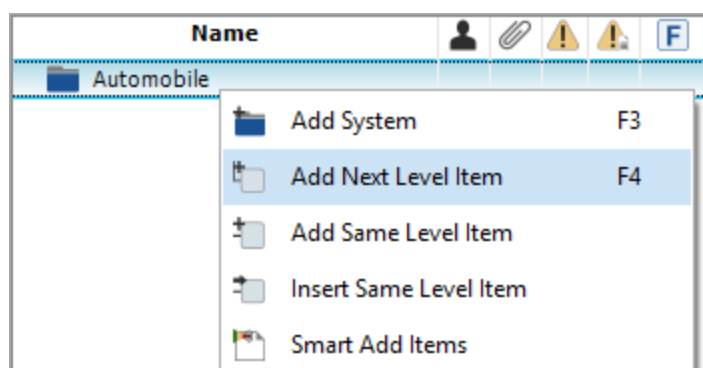 Name F
Automobile
Add System F3
Add Next Level Item F4
Add Same Level Item
Insert Same Level Item
Smart Add Items